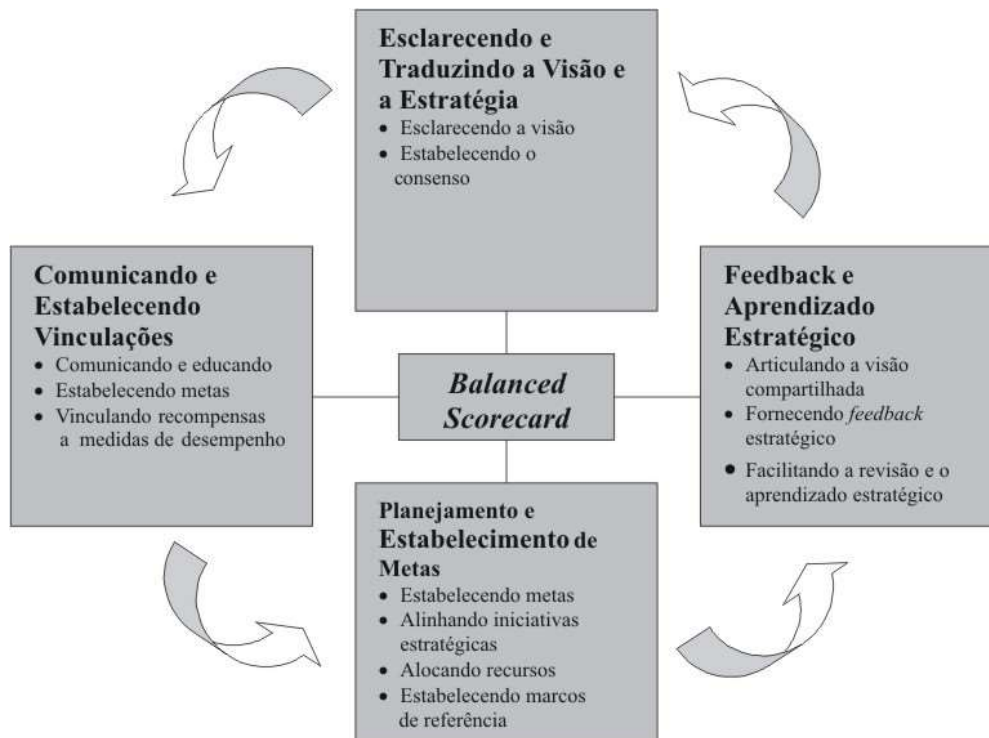 Esclarecendo e
Traduzindo a Visão e
a Estratégia
• Esclarecendo a visão
• Estabelecendo o
consenso
Comunicando e
Estabelecendo
Vinculações
• Comunicando e educando
• Estabelecendo metas
• Vinculando recompensas
a medidas de desempenho
Balanced
Scorecard
Feedback e
Aprendizado
Estratégico
• Articulando a visão
compartilhada
• Fornecendo feedback
estratégico
• Facilitando a revisão e o
aprendizado estratégico
Planejamento e
Estabelecimento de
Metas
• Estabelecendo metas
• Alinhando iniciativas
estratégicas
• Alocando recursos
• Estabelecendo marcos
de referência